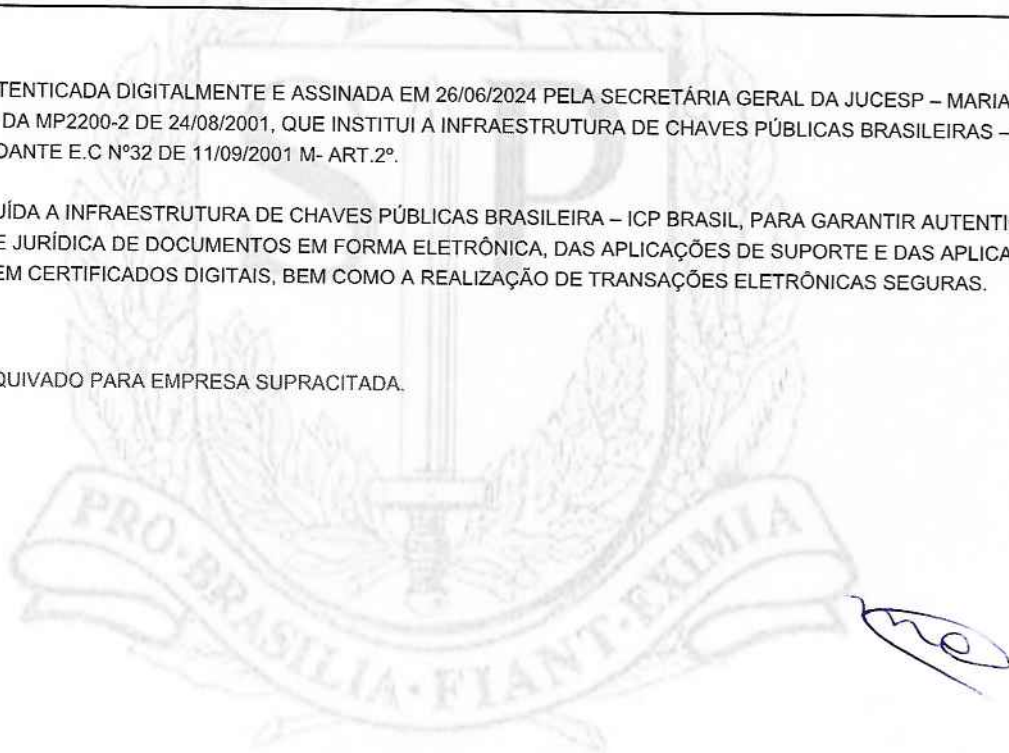 TENTICADA DIGITALMENTE E ASSINADA EM 26/06/2024 PELA SECRETÁRIA GERAL DA JUCESP – MARIA
DA MP2200-2 DE 24/08/2001, QUE INSTITUI A INFRAESTRUTURA DE CHAVES PÚBLICAS BRASILEIRAS –
DANTE E.C Nº32 DE 11/09/2001 M- ART.2º.
UÍDA A INFRAESTRUTURA DE CHAVES PÚBLICAS BRASILEIRA – ICP BRASIL, PARA GARANTIR AUTENTI
E JURÍDICA DE DOCUMENTOS EM FORMA ELETRÔNICA, DAS APLICAÇÕES DE SUPORTE E DAS APLICA
EM CERTIFICADOS DIGITAIS, BEM COMO A REALIZAÇÃO DE TRANSAÇÕES ELETRÔNICAS SEGURAS.
QUIVADO PARA EMPRESA SUPRACITADA.
SP
PRO·BRASILIA·FIANT·EXIMIA